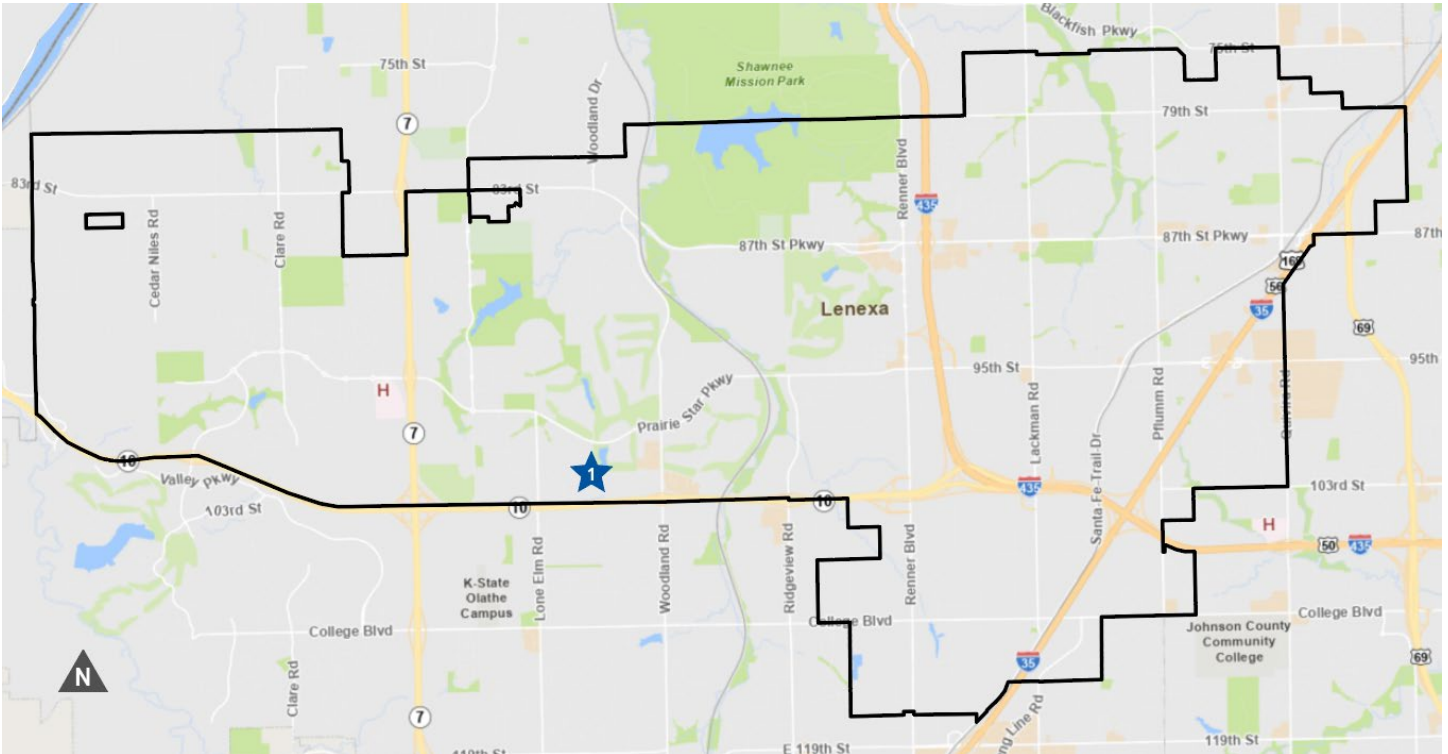 Blackfish Pkwy
75th St
75th St
Shawnee
Mission Park
Woodland Dr
7
79th St
83rd St
83rd St
Renner Blvd
435
Cedar Niles Rd
Clare Rd
87th St Pkwy
87th St Pkwy
87th
169
56
Lenexa
35
69
95th St
95th
H
Prairie Star Pkwy
Lackman Rd
Pflumm Rd
Quivira Rd
7
Santa-Fe-Trail-Dr
10
1
Valley Pkwy
103rd St
435
103rd St
10
10
H
50
435
K-State
Olathe
Campus
Lone Elm Rd
Woodland Rd
Ridgeview Rd
Renner Blvd
College Blvd
College Blvd
College Blvd
Johnson County
Community
College
N
Clare Rd
35
69
7
E 119th St
119th St